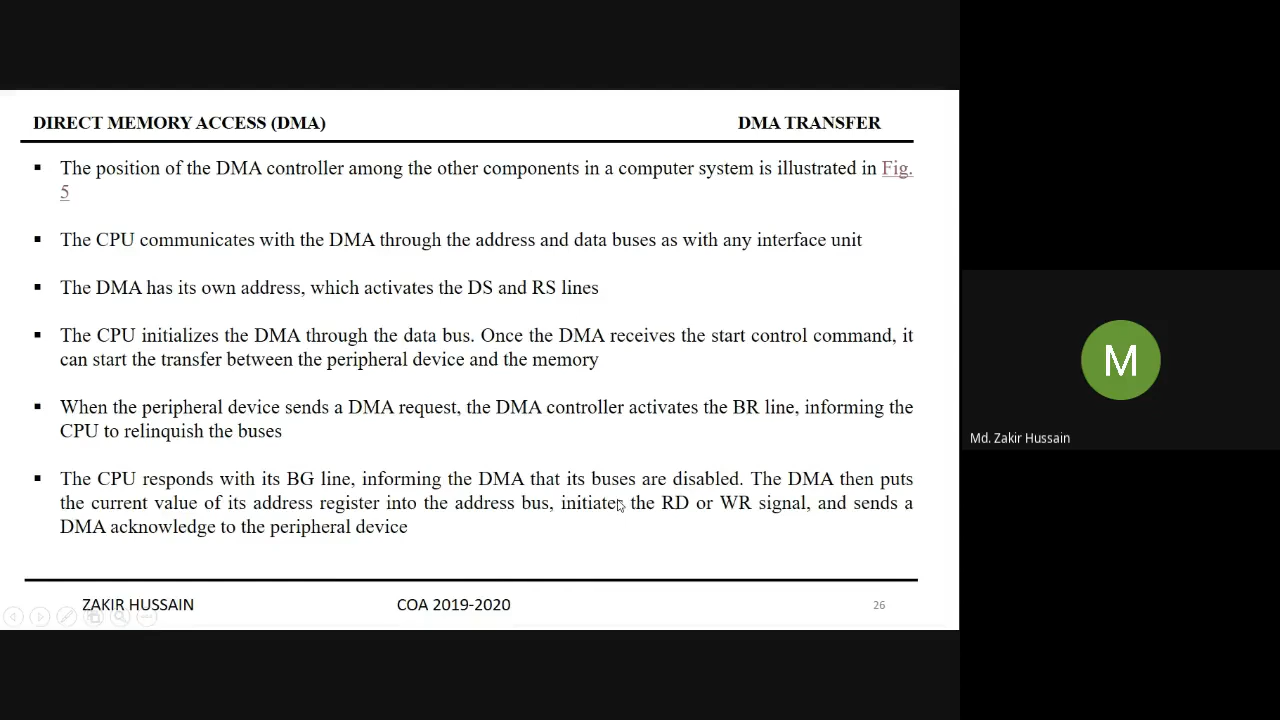 DIRECT MEMORY ACCESS (DMA) DMA TRANSFER
▪ The position of the DMA controller among the other components in a computer system is illustrated in Fig.
5
▪ The CPU communicates with the DMA through the address and data buses as with any interface unit
▪ The DMA has its own address, which activates the DS and RS lines
▪ The CPU initializes the DMA through the data bus. Once the DMA receives the start control command, it
can start the transfer between the peripheral device and the memory
▪ When the peripheral device sends a DMA request, the DMA controller activates the BR line, informing the
CPU to relinquish the buses
▪ The CPU responds with its BG line, informing the DMA that its buses are disabled. The DMA then puts
the current value of its address register into the address bus, initiates the RD or WR signal, and sends a
DMA acknowledge to the peripheral device
ZAKIR HUSSAIN COA 2019-2020 26
M
Md. Zakir Hussain